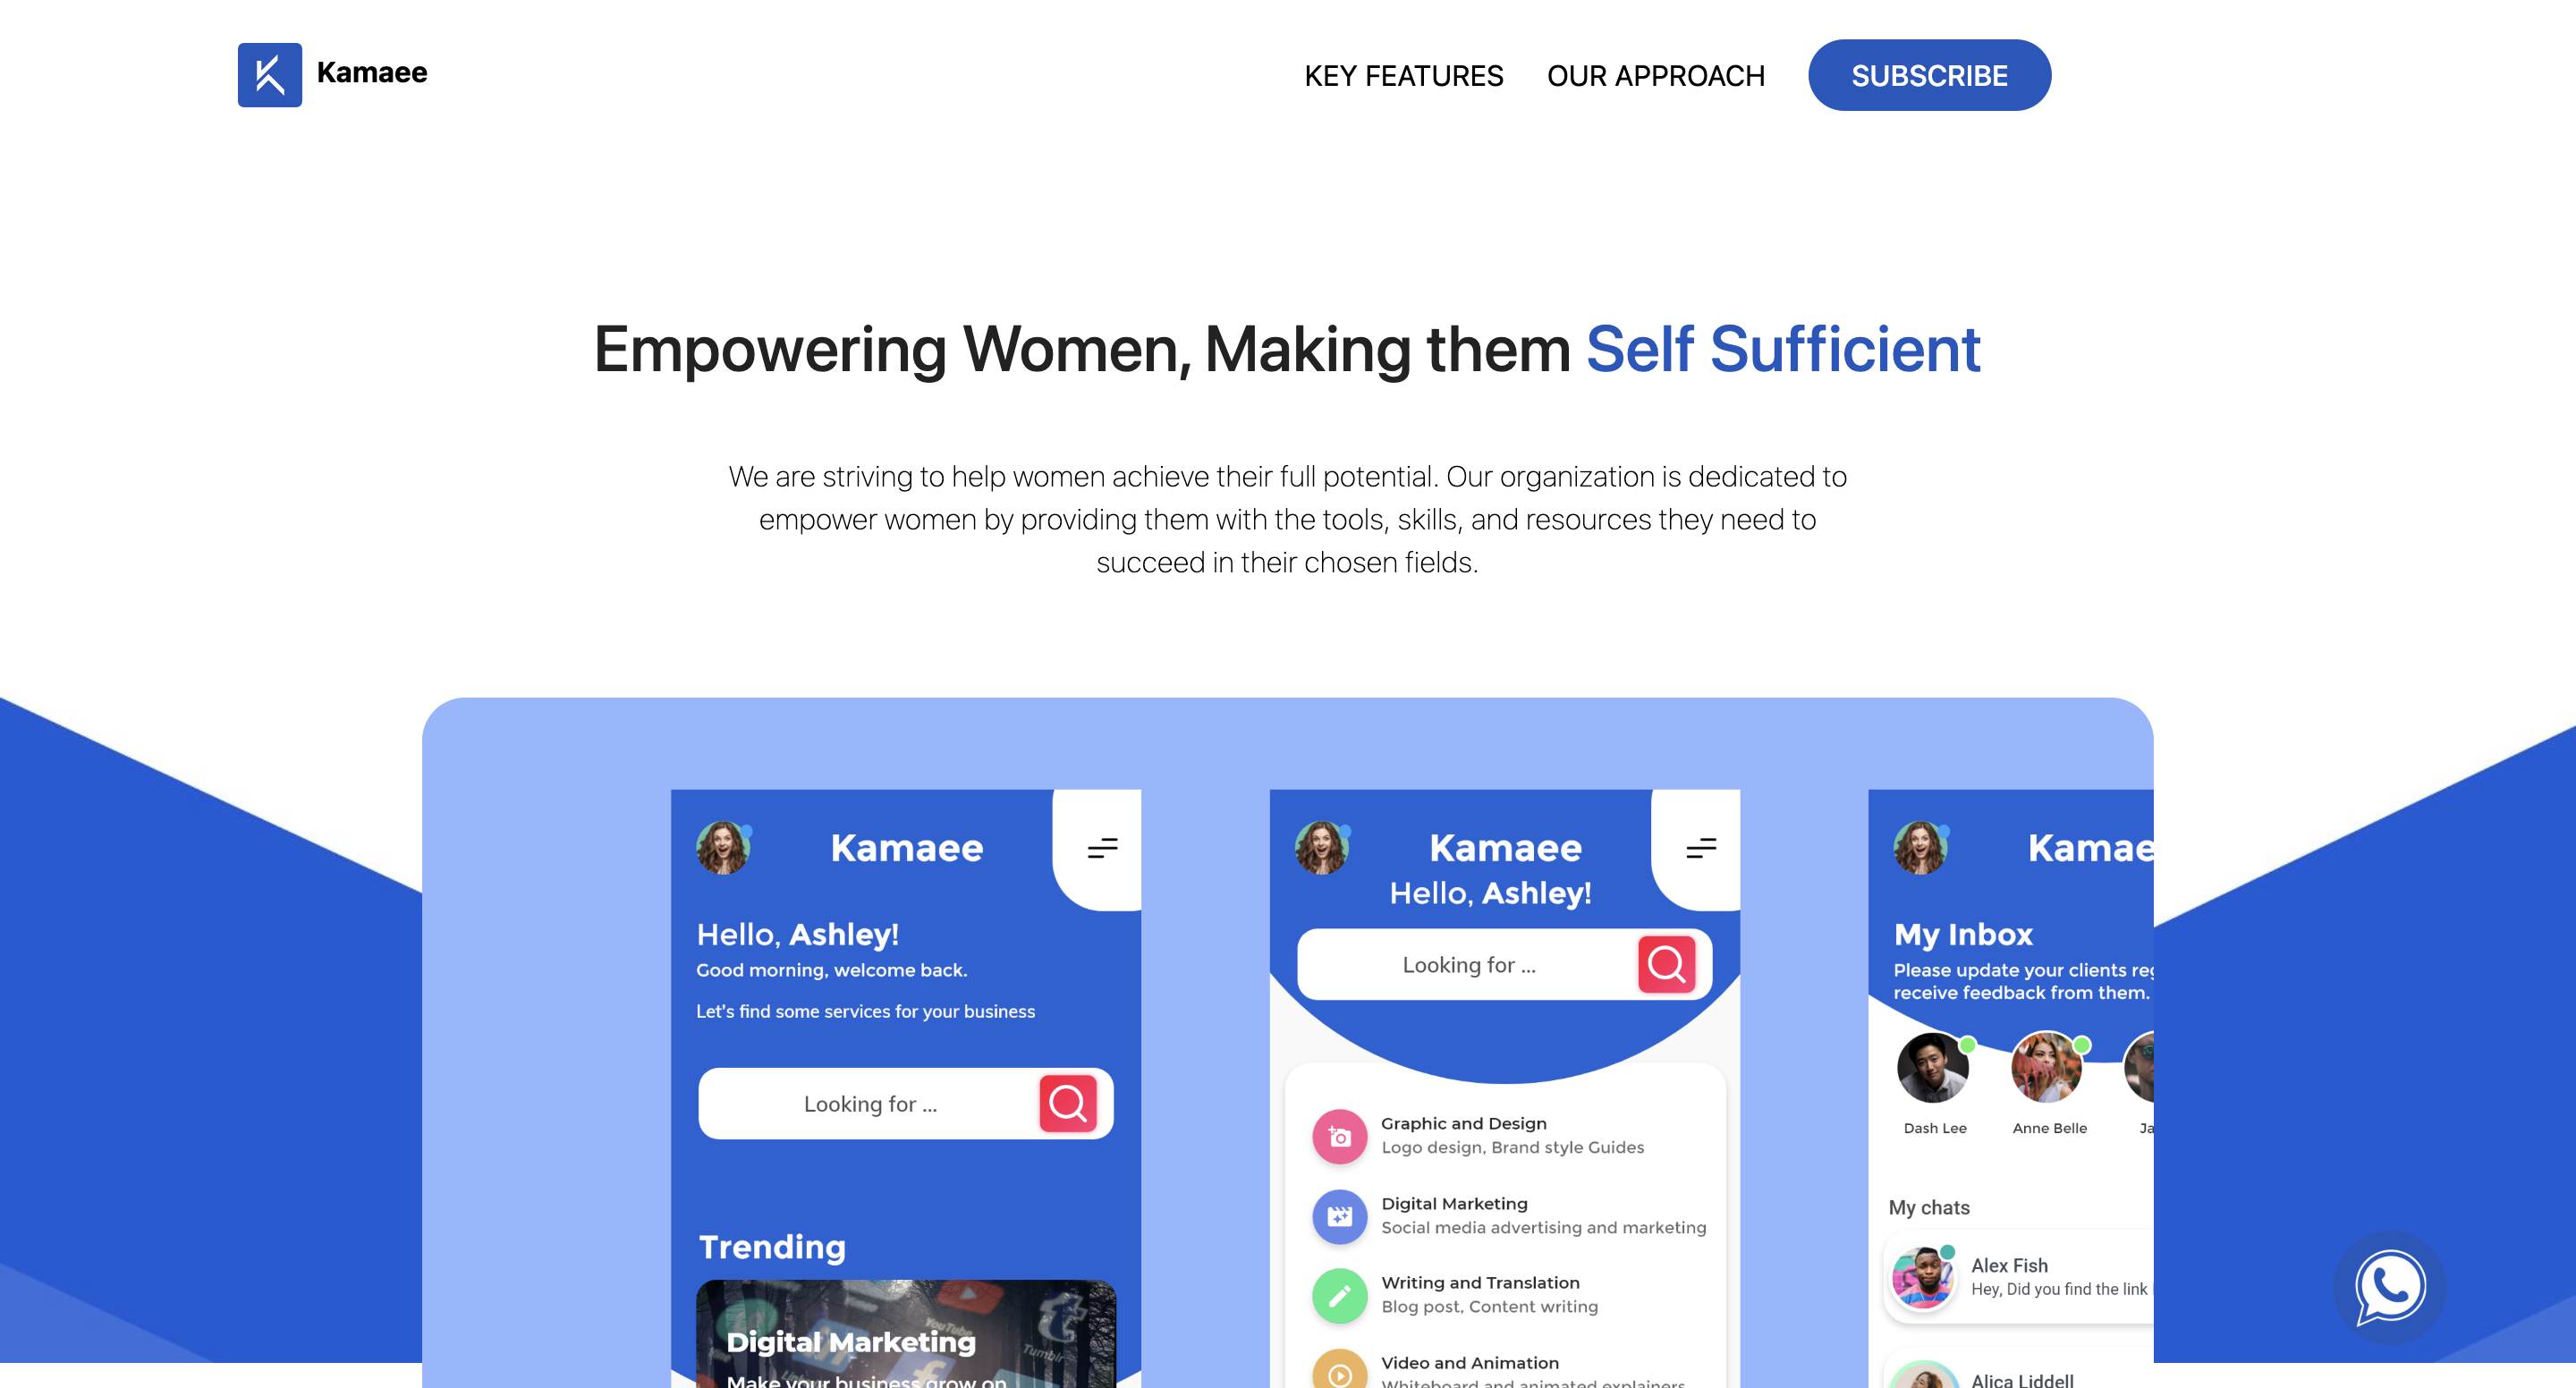 Kamaee
KEY FEATURES
OUR APPROACH
SUBSCRIBE
Empowering Women, Making them Self Sufficient
We are striving to help women achieve their full potential. Our organization is dedicated to
empower women by providing them with the tools, skills, and resources they need to
succeed in their chosen fields.
Kamaee
Hello, Ashley!
Good morning, welcome back.
Let's find some services for your business
Looking for ...
Trending
YouTube
Tumblr
Digital Marketing
Make your business grow on
Kamaee
Hello, Ashley!
Looking for ...
Graphic and Design
Logo design, Brand style Guides
Digital Marketing
Social media advertising and marketing
Writing and Translation
Blog post, Content writing
Video and Animation
Whiteboard and animated explainers
Kamae
My Inbox
Please update your clients reg
receive feedback from them.
Dash Lee
Anne Belle
Ja
My chats
Alex Fish
Hey, Did you find the link
Alica Liddell